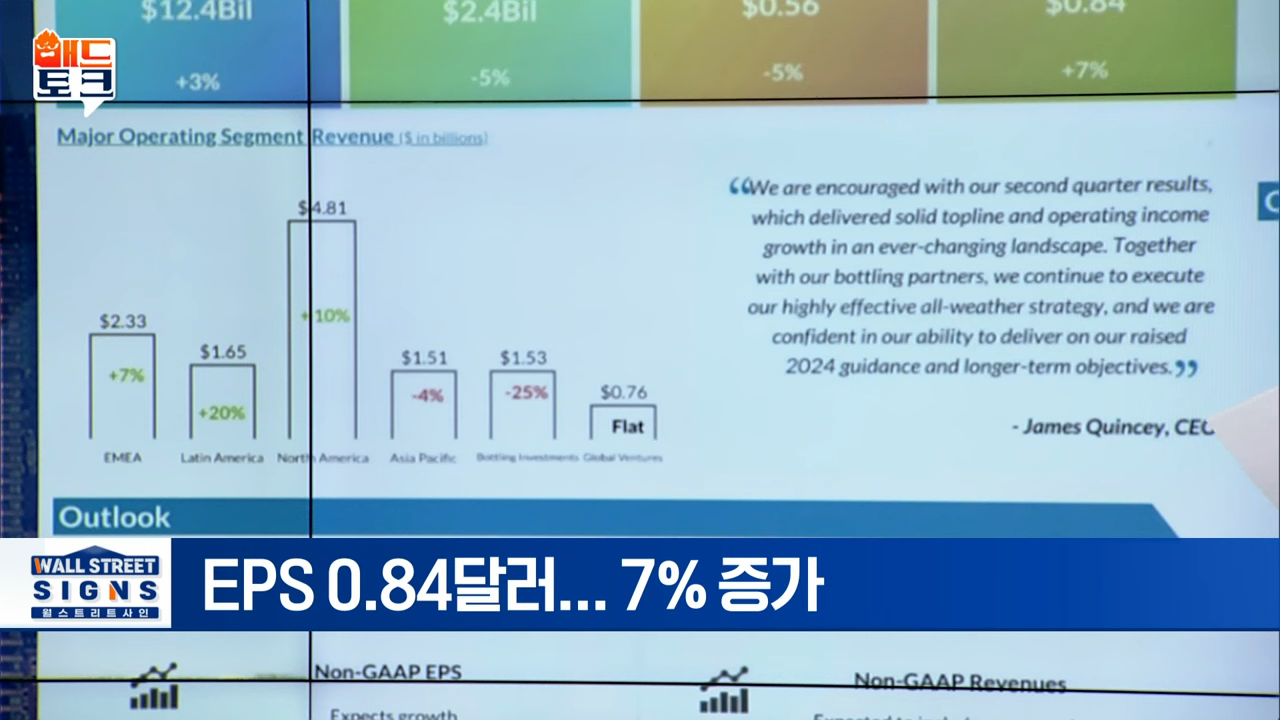 $12.4Bil
$2.4Bil
$0.56
$0.84
+3%
-5%
-5%
+7%
매드
토크
Major Operating Segment Revenue ($ in billions)
$2.33
+7%
EMEA
$1.65
+20%
Latin America
$4.81
+10%
North America
$1.51
-4%
Asia Pacific
$1.53
-25%
Bottling Investments
$0.76
Flat
Global Ventures
“We are encouraged with our second quarter results,
which delivered solid topline and operating income
growth in an ever-changing landscape. Together
with our bottling partners, we continue to execute
our highly effective all-weather strategy, and we are
confident in our ability to deliver on our raised
2024 guidance and longer-term objectives.”
- James Quincey, CEO
Outlook
WALL STREET
SIGNS
월스트리트사인
EPS 0.84달러... 7% 증가
Non-GAAP EPS
Expects growth
Non-GAAP Revenues